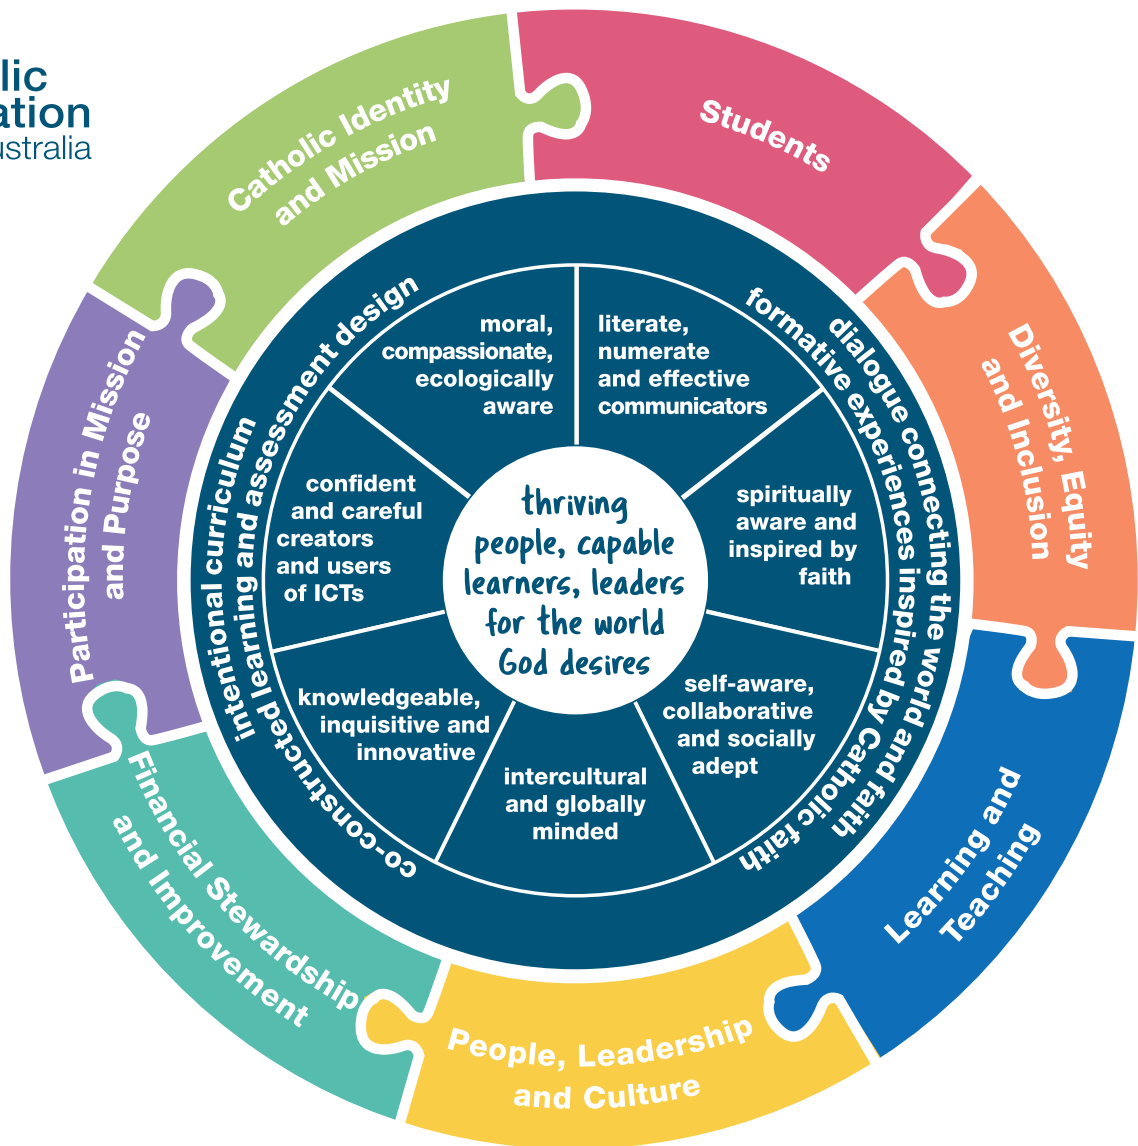 lic
ation
ustralia
Catholic Identity
and Mission
Students
Diversity, Equity
and Inclusion
Learning and
Teaching
People, Leadership
and Culture
Financial Stewardship
and Improvement
Participation in Mission
and Purpose
intentional curriculum
co-constructed learning and assessment design
dialogue connecting the world and faith
formative experiences inspired by Catholic faith
moral,
compassionate,
ecologically
aware
literate,
numerate
and effective
communicators
spiritually
aware and
inspired by
faith
self-aware,
collaborative
and socially
adept
intercultural
and globally
minded
knowledgeable,
inquisitive and
innovative
confident
and careful
creators
and users
of ICTs
thriving
people, capable
learners, leaders
for the world
God desires